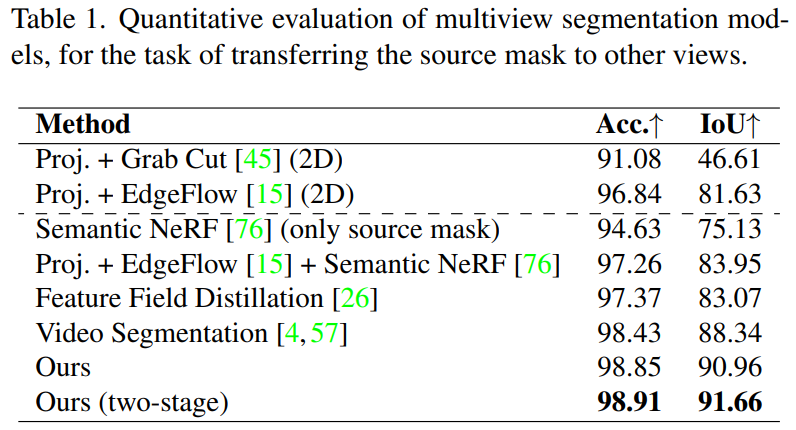 Table 1. Quantitative evaluation of multiview segmentation mod-
els, for the task of transferring the source mask to other views.
Method Acc.↑ IoU↑
Proj. + Grab Cut [45] (2D) 91.08 46.61
Proj. + EdgeFlow [15] (2D) 96.84 81.63
Semantic NeRF [76] (only source mask) 94.63 75.13
Proj. + EdgeFlow [15] + Semantic NeRF [76] 97.26 83.95
Feature Field Distillation [26] 97.37 83.07
Video Segmentation [4, 57] 98.43 88.34
Ours 98.85 90.96
Ours (two-stage) 98.91 91.66